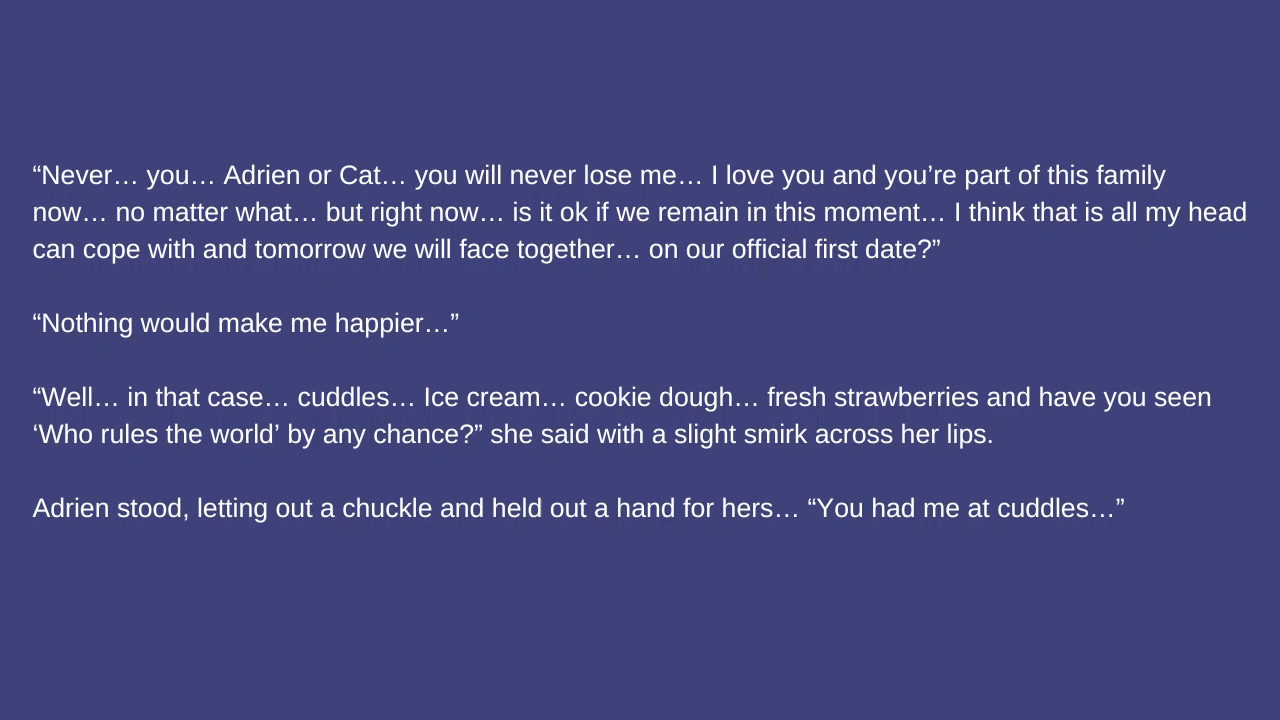 “Never… you… Adrien or Cat… you will never lose me… I love you and you’re part of this family
now… no matter what… but right now… is it ok if we remain in this moment… I think that is all my head
can cope with and tomorrow we will face together… on our official first date?”
“Nothing would make me happier…”
“Well… in that case… cuddles… Ice cream… cookie dough… fresh strawberries and have you seen
‘Who rules the world’ by any chance?” she said with a slight smirk across her lips.
Adrien stood, letting out a chuckle and held out a hand for hers… “You had me at cuddles…”